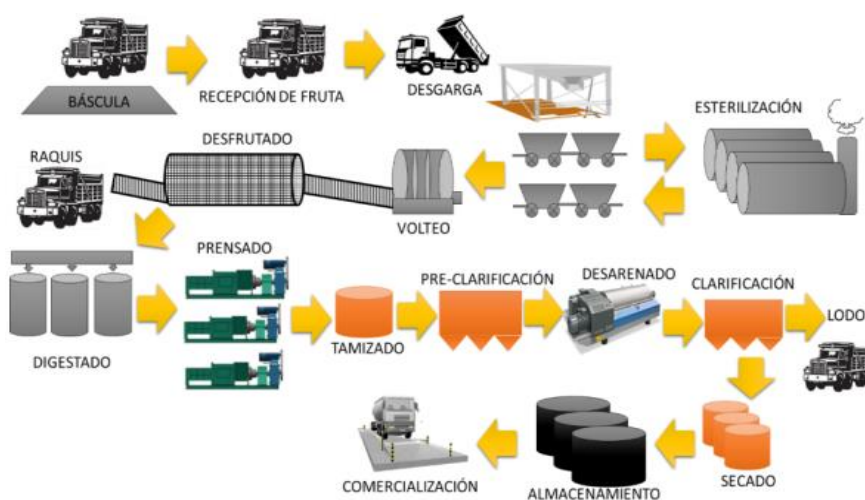 BÁSCULA
RECEPCIÓN DE FRUTA
DESGARGA
ESTERILIZACIÓN
RAQUIS
DESFRUTADO
VOLTEO
DIGESTADO
PRENSADO
TAMIZADO
PRE-CLARIFICACIÓN
DESARENADO
CLARIFICACIÓN
LODO
SECADO
ALMACENAMIENTO
COMERCIALIZACIÓN